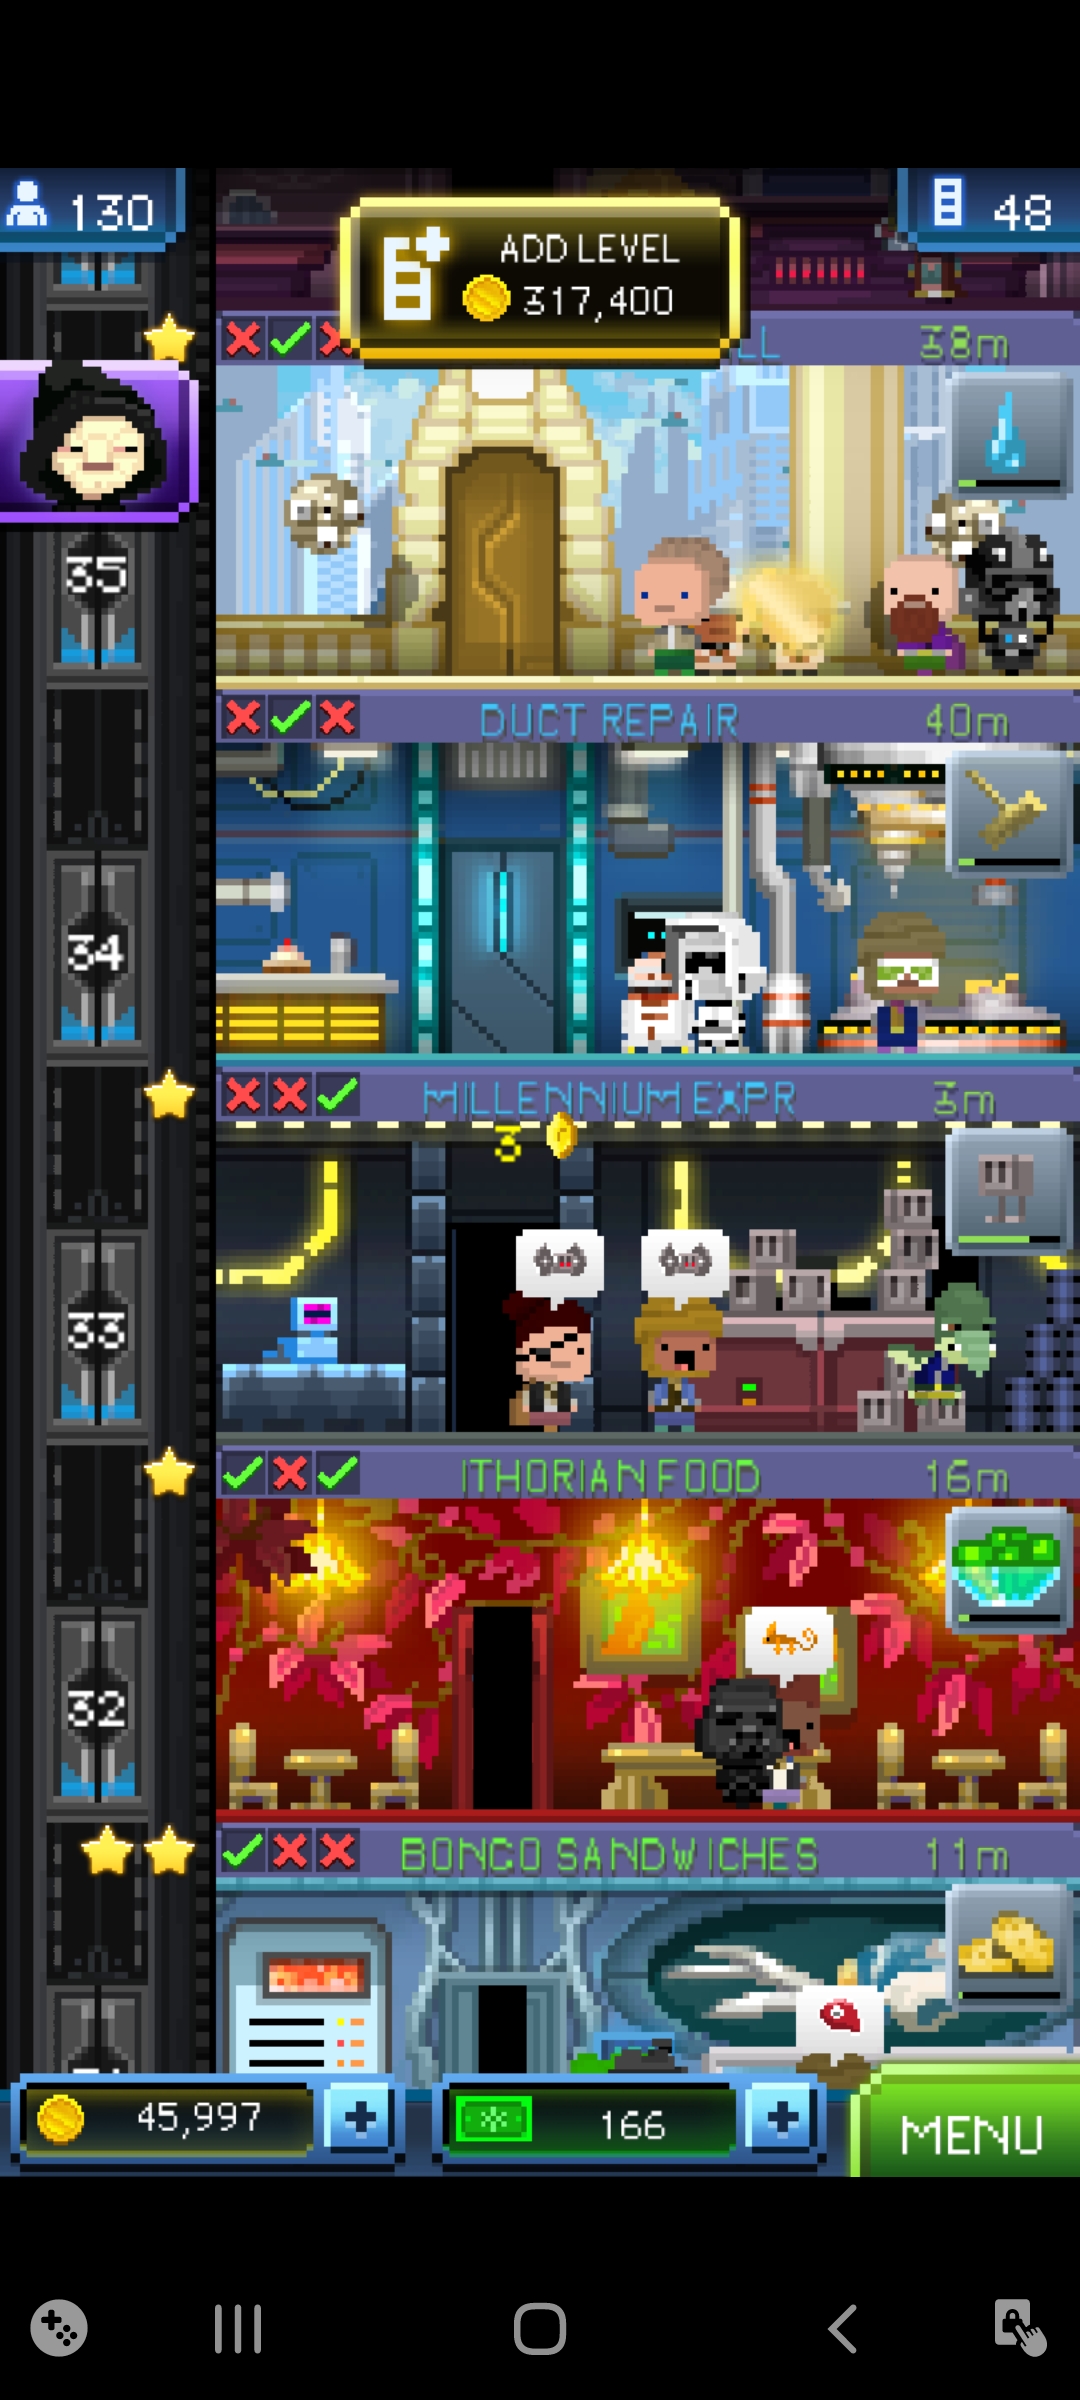 130
48
ADD LEVEL
317,400
LL
38m
35
DUCT REPAIR
40m
34
MILLENNIUM EXPR
3m
3
33
ITHORIAN FOOD
16m
32
BONGO SANDWICHES
11m
45,997
166
MENU